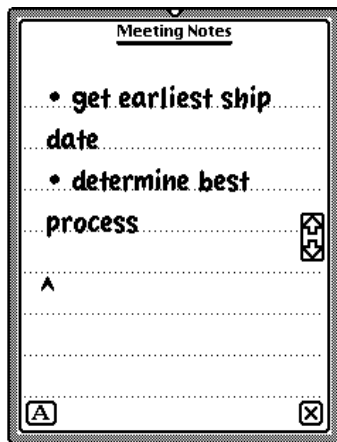 Meeting Notes
• get earliest ship
date
• determine best
process
A